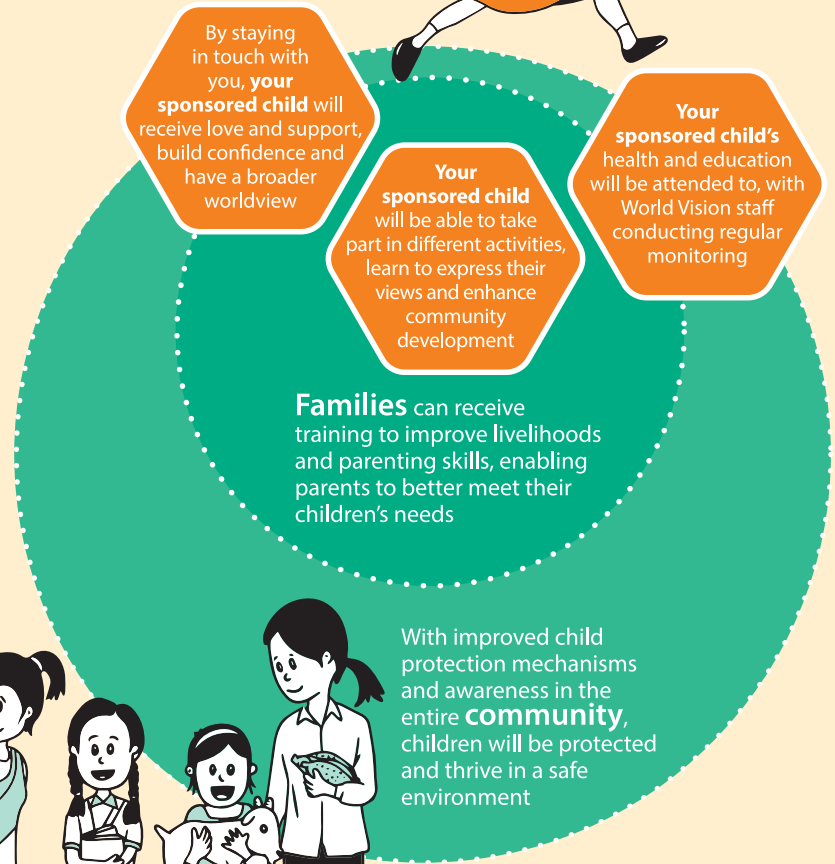 By staying
in touch with
you, your
sponsored child will
receive love and support,
build confidence and
have a broader
worldview
Your
sponsored child
will be able to take
part in different activities,
learn to express their
views and enhance
community
development
Your
sponsored child's
health and education
will be attended to, with
World Vision staff
conducting regular
monitoring
Families can receive
training to improve livelihoods
and parenting skills, enabling
parents to better meet their
children's needs
With improved child
protection mechanisms
and awareness in the
entire community,
children will be protected
and thrive in a safe
environment